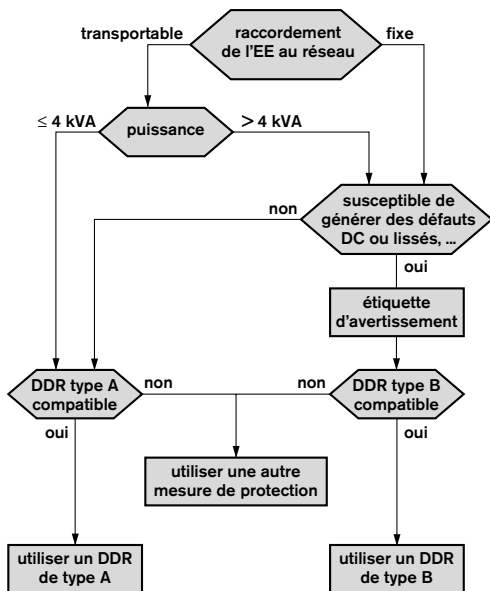 transportable
raccordement
de l'EE au réseau
fixe
≤ 4 kVA
puissance
> 4 kVA
susceptible de
générer des défauts
DC ou lissés, ...
non
oui
étiquette
d'avertissement
DDR type A
compatible
non
non
DDR type B
compatible
oui
oui
utiliser une autre
mesure de protection
utiliser un DDR
de type A
utiliser un DDR
de type B